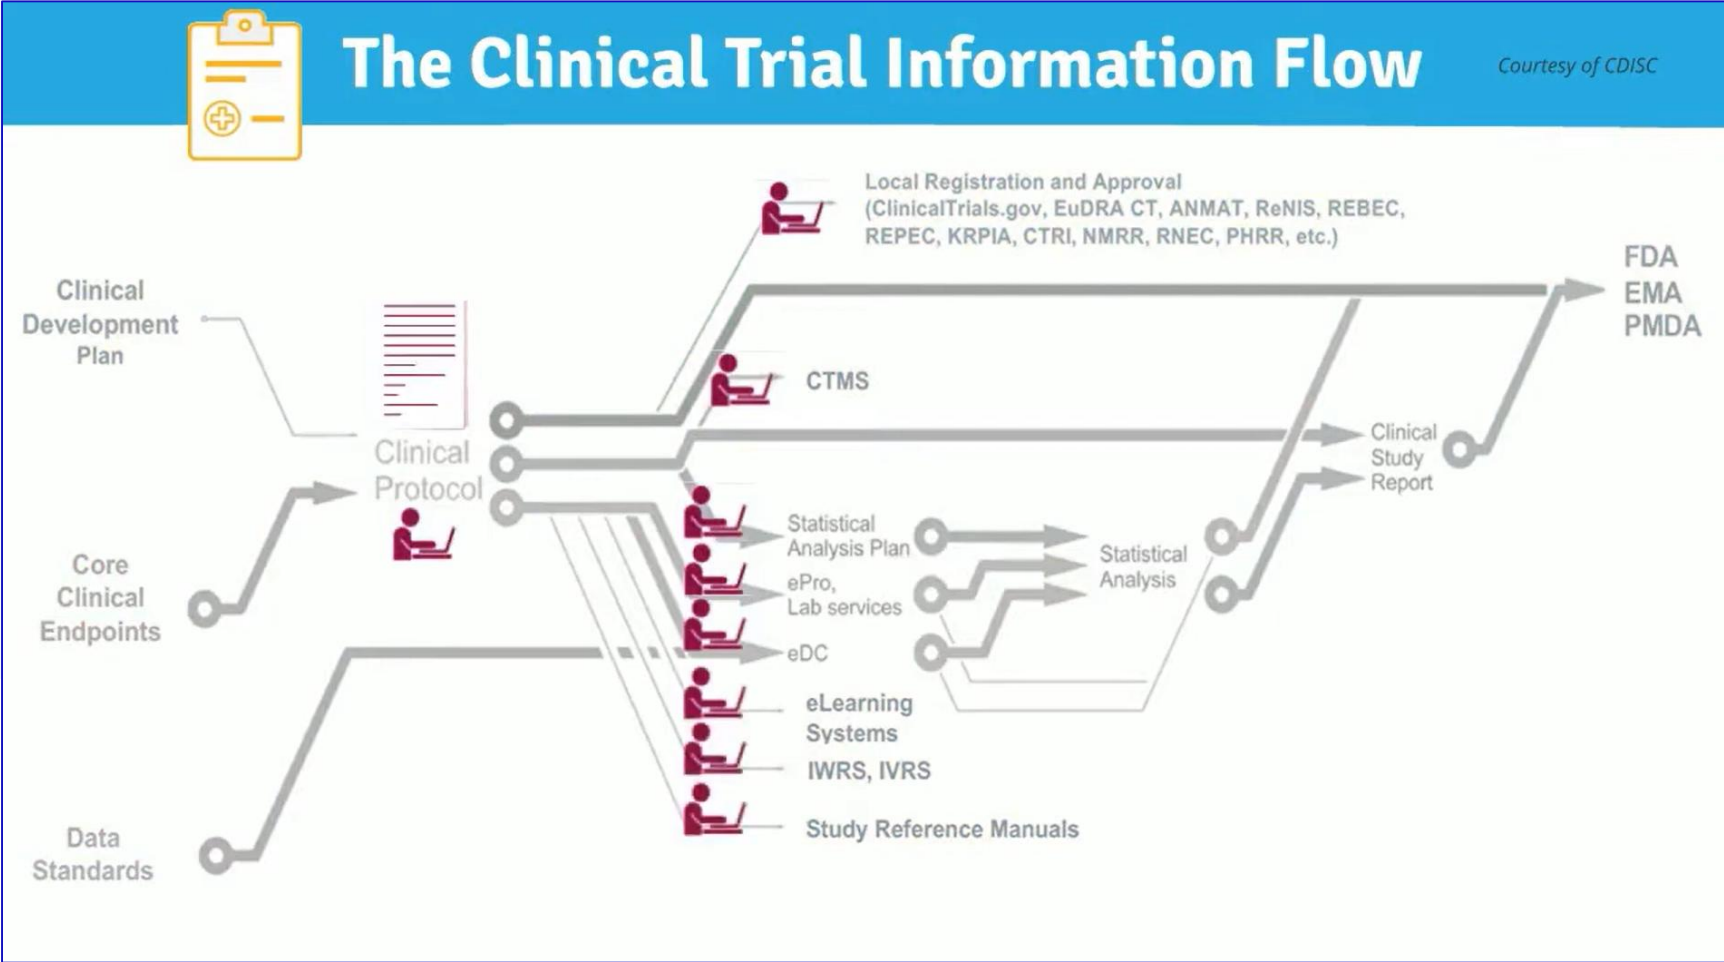 The Clinical Trial Information Flow
Courtesy of CDISC
Local Registration and Approval
(ClinicalTrials.gov, EuDRA CT, ANMAT, ReNIS, REBEC,
REPEC, KRPIA, CTRI, NMRR, RNEC, PHRR, etc.)
FDA
EMA
PMDA
Clinical
Development
Plan
CTMS
Clinical
Protocol
Clinical
Study
Report
Statistical
Analysis Plan
Statistical
Analysis
ePro,
Lab services
Core
Clinical
Endpoints
eDC
eLearning
Systems
IWRS, IVRS
Study Reference Manuals
Data
Standards